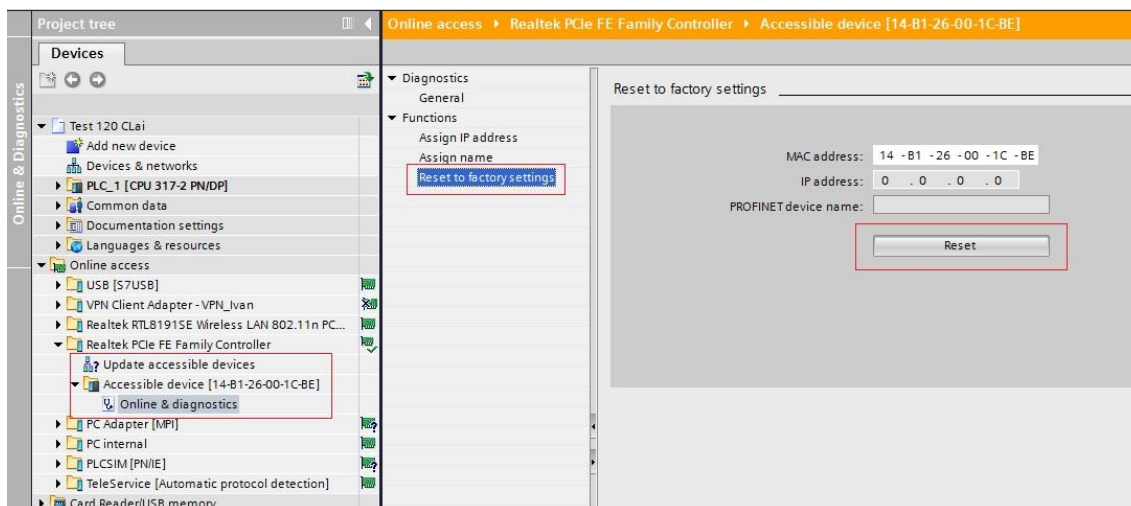 Project tree
Devices
Online & Diagnostics
Test 120 CLai
Add new device
Devices & networks
PLC_1 [CPU 317-2 PN/DP]
Common data
Documentation settings
Languages & resources
Online access
USB [S7USB]
VPN Client Adapter - VPN_Ivan
Realtek RTL8191SE Wireless LAN 802.11n PC...
Realtek PCIe FE Family Controller
Update accessible devices
Accessible device [14-B1-26-00-1C-BE]
Online & diagnostics
PC Adapter [MPI]
PC internal
PLCSIM [PN/IE]
TeleService [Automatic protocol detection]
Card Reader/USB memory
Online access Realtek PCIe FE Family Controller Accessible device [14-B1-26-00-1C-BE]
Diagnostics
General
Functions
Assign IP address
Assign name
Reset to factory settings
Reset to factory settings
MAC address: 14 -B1 -26 -00 -1C -BE
IP address: 0 . 0 . 0 . 0
PROFINET device name:
Reset